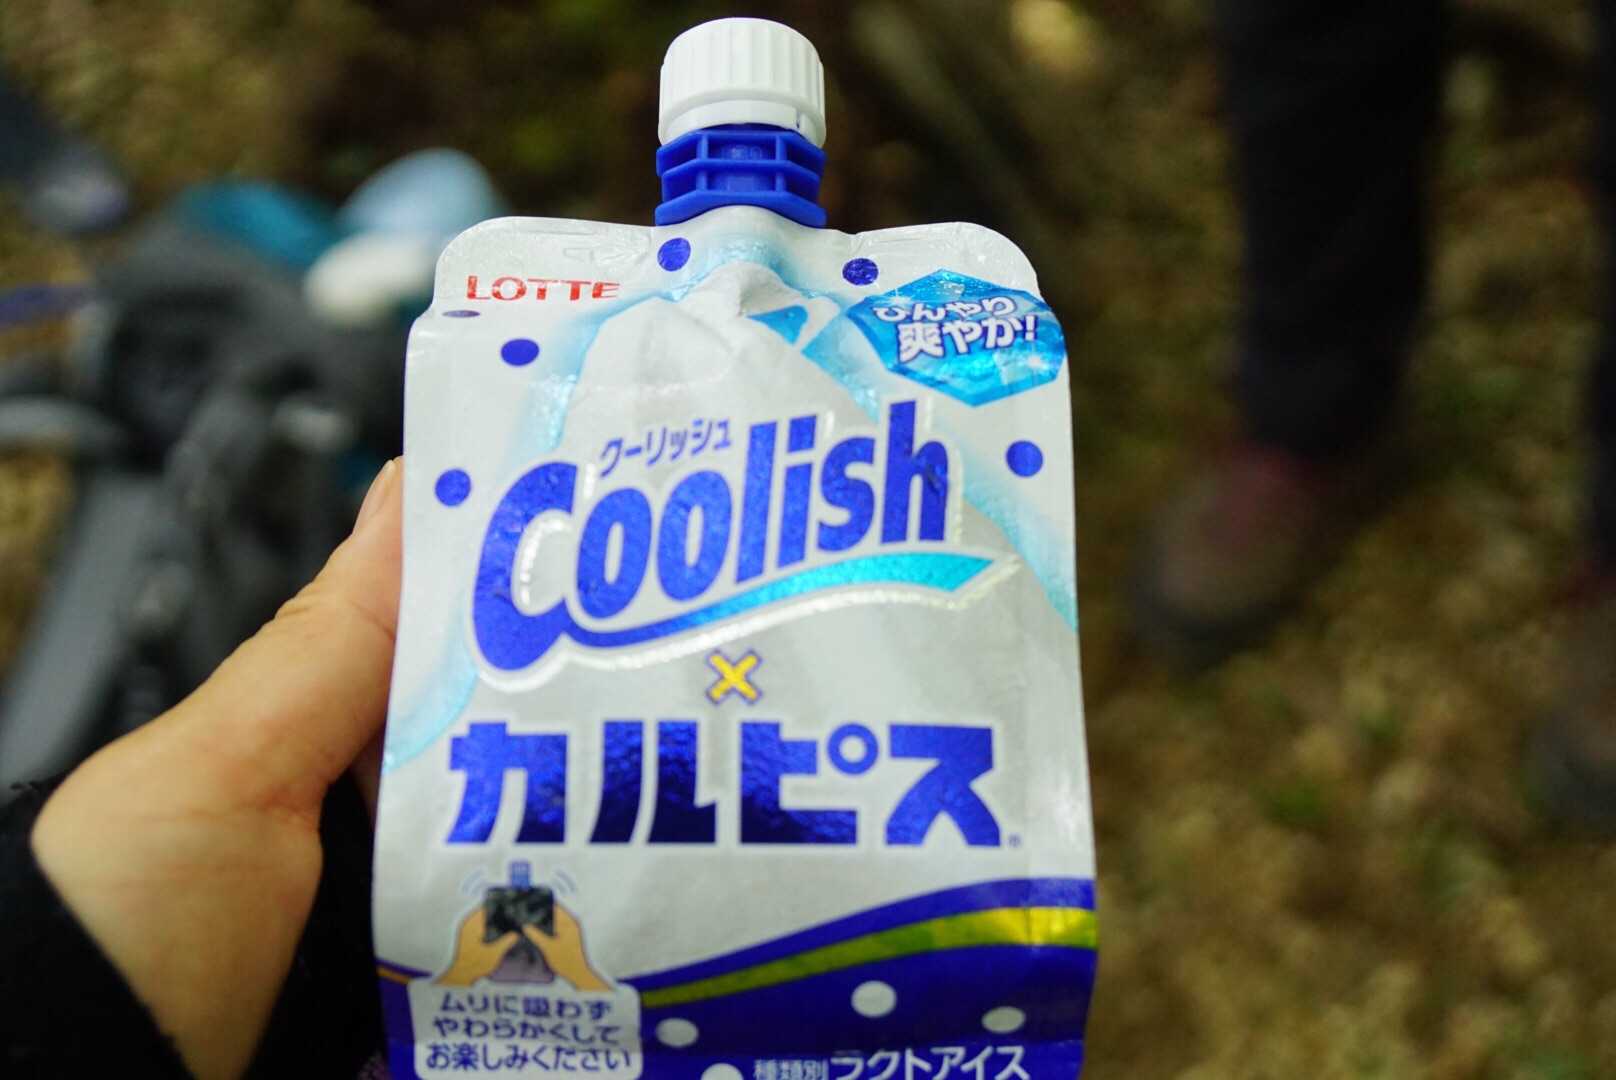 LOTTE
ひんやり
爽やか!
クーリッシュ
Coolish
×
カルピス®
ムリに吸わず
やわらかくして
お楽しみください
種類別 ラクトアイス